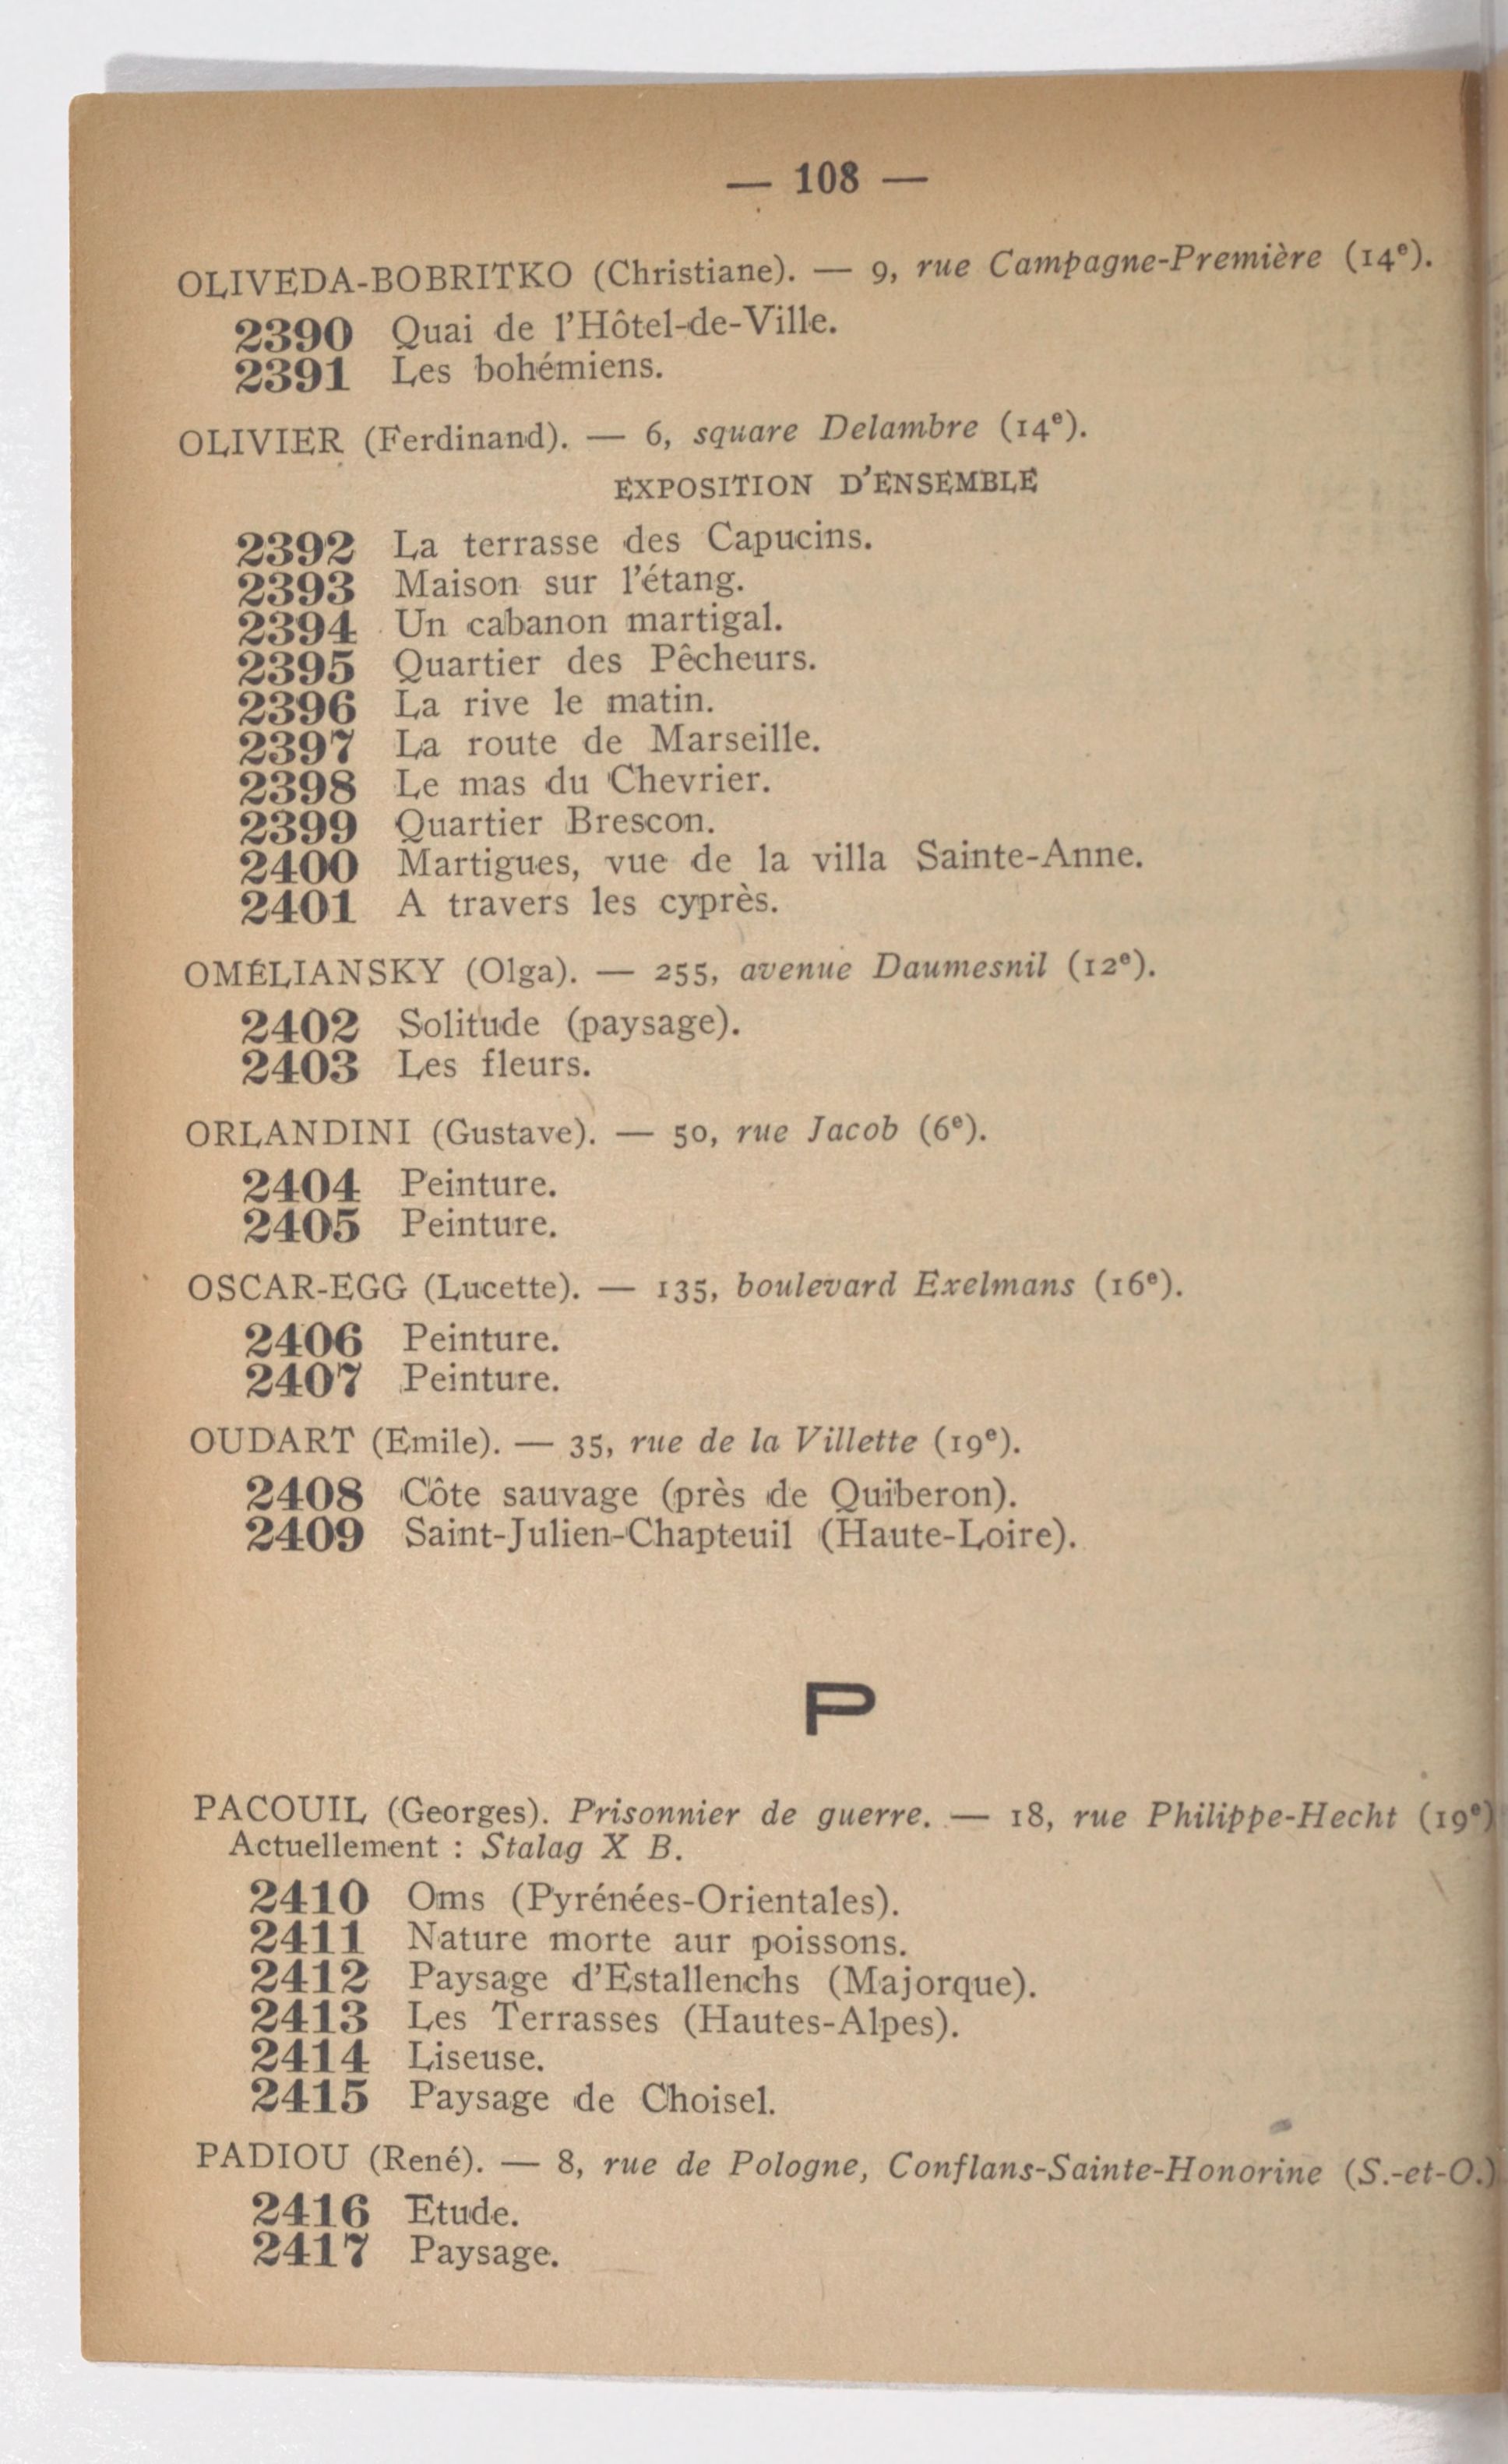 — 108 —
OLIVEDA-BOBRITKO (Christiane). — 9, rue Campagne-Première (14e).
2390 Quai de l'Hôtel-de-Ville.
2391 Les bohémiens.
OLIVIER (Ferdinand). — 6, square Delambre (14e).
EXPOSITION D'ENSEMBLE
2392 La terrasse des Capucins.
2393 Maison sur l'étang.
2394 Un cabanon martigal.
2395 Quartier des Pêcheurs.
2396 La rive le matin.
2397 La route de Marseille.
2398 Le mas du Chevrier.
2399 Quartier Brescon.
2400 Martigues, vue de la villa Sainte-Anne.
2401 A travers les cyprès.
OMÉLIANSKY (Olga). — 255, avenue Daumesnil (12e).
2402 Solitude (paysage).
2403 Les fleurs.
ORLANDINI (Gustave). — 50, rue Jacob (6e).
2404 Peinture.
2405 Peinture.
OSCAR-EGG (Lucette). — 135, boulevard Exelmans (16e).
2406 Peinture.
2407 Peinture.
OUDART (Emile). — 35, rue de la Villette (19e).
2408 Côte sauvage (près de Quiberon).
2409 Saint-Julien-Chapteuil (Haute-Loire).
P
PACOUIL (Georges). Prisonnier de guerre. — 18, rue Philippe-Hecht (19e)
Actuellement : Stalag X B.
2410 Oms (Pyrénées-Orientales).
2411 Nature morte aur poissons.
2412 Paysage d'Estallenchs (Majorque).
2413 Les Terrasses (Hautes-Alpes).
2414 Liseuse.
2415 Paysage de Choisel.
PADIOU (René). — 8, rue de Pologne, Conflans-Sainte-Honorine (S.-et-O.)
2416 Etude.
2417 Paysage.